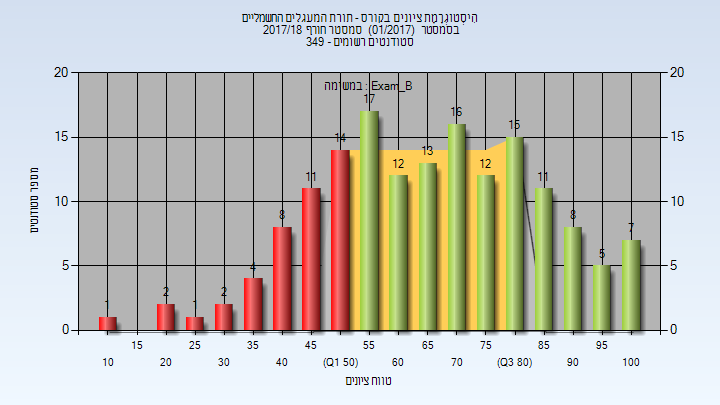 היסטוגרמת ציונים בקורס - תורת המעגלים החשמליים
בסמסטר (01/2017) סמסטר חורף 2017/18
סטודנטים רשומים - 349
במשימה : Exam_B
מספר סטודנטים
20 20
15 15
10 10
5 5
0 0
1 2 1 2 4 8 11 14 17 12 13 16 12 15 11 8 5 7
15 25 35 45 55 65 75 85 95
10 20 30 40 (Q1 50) 60 70 (Q3 80) 90 100
טווח ציונים